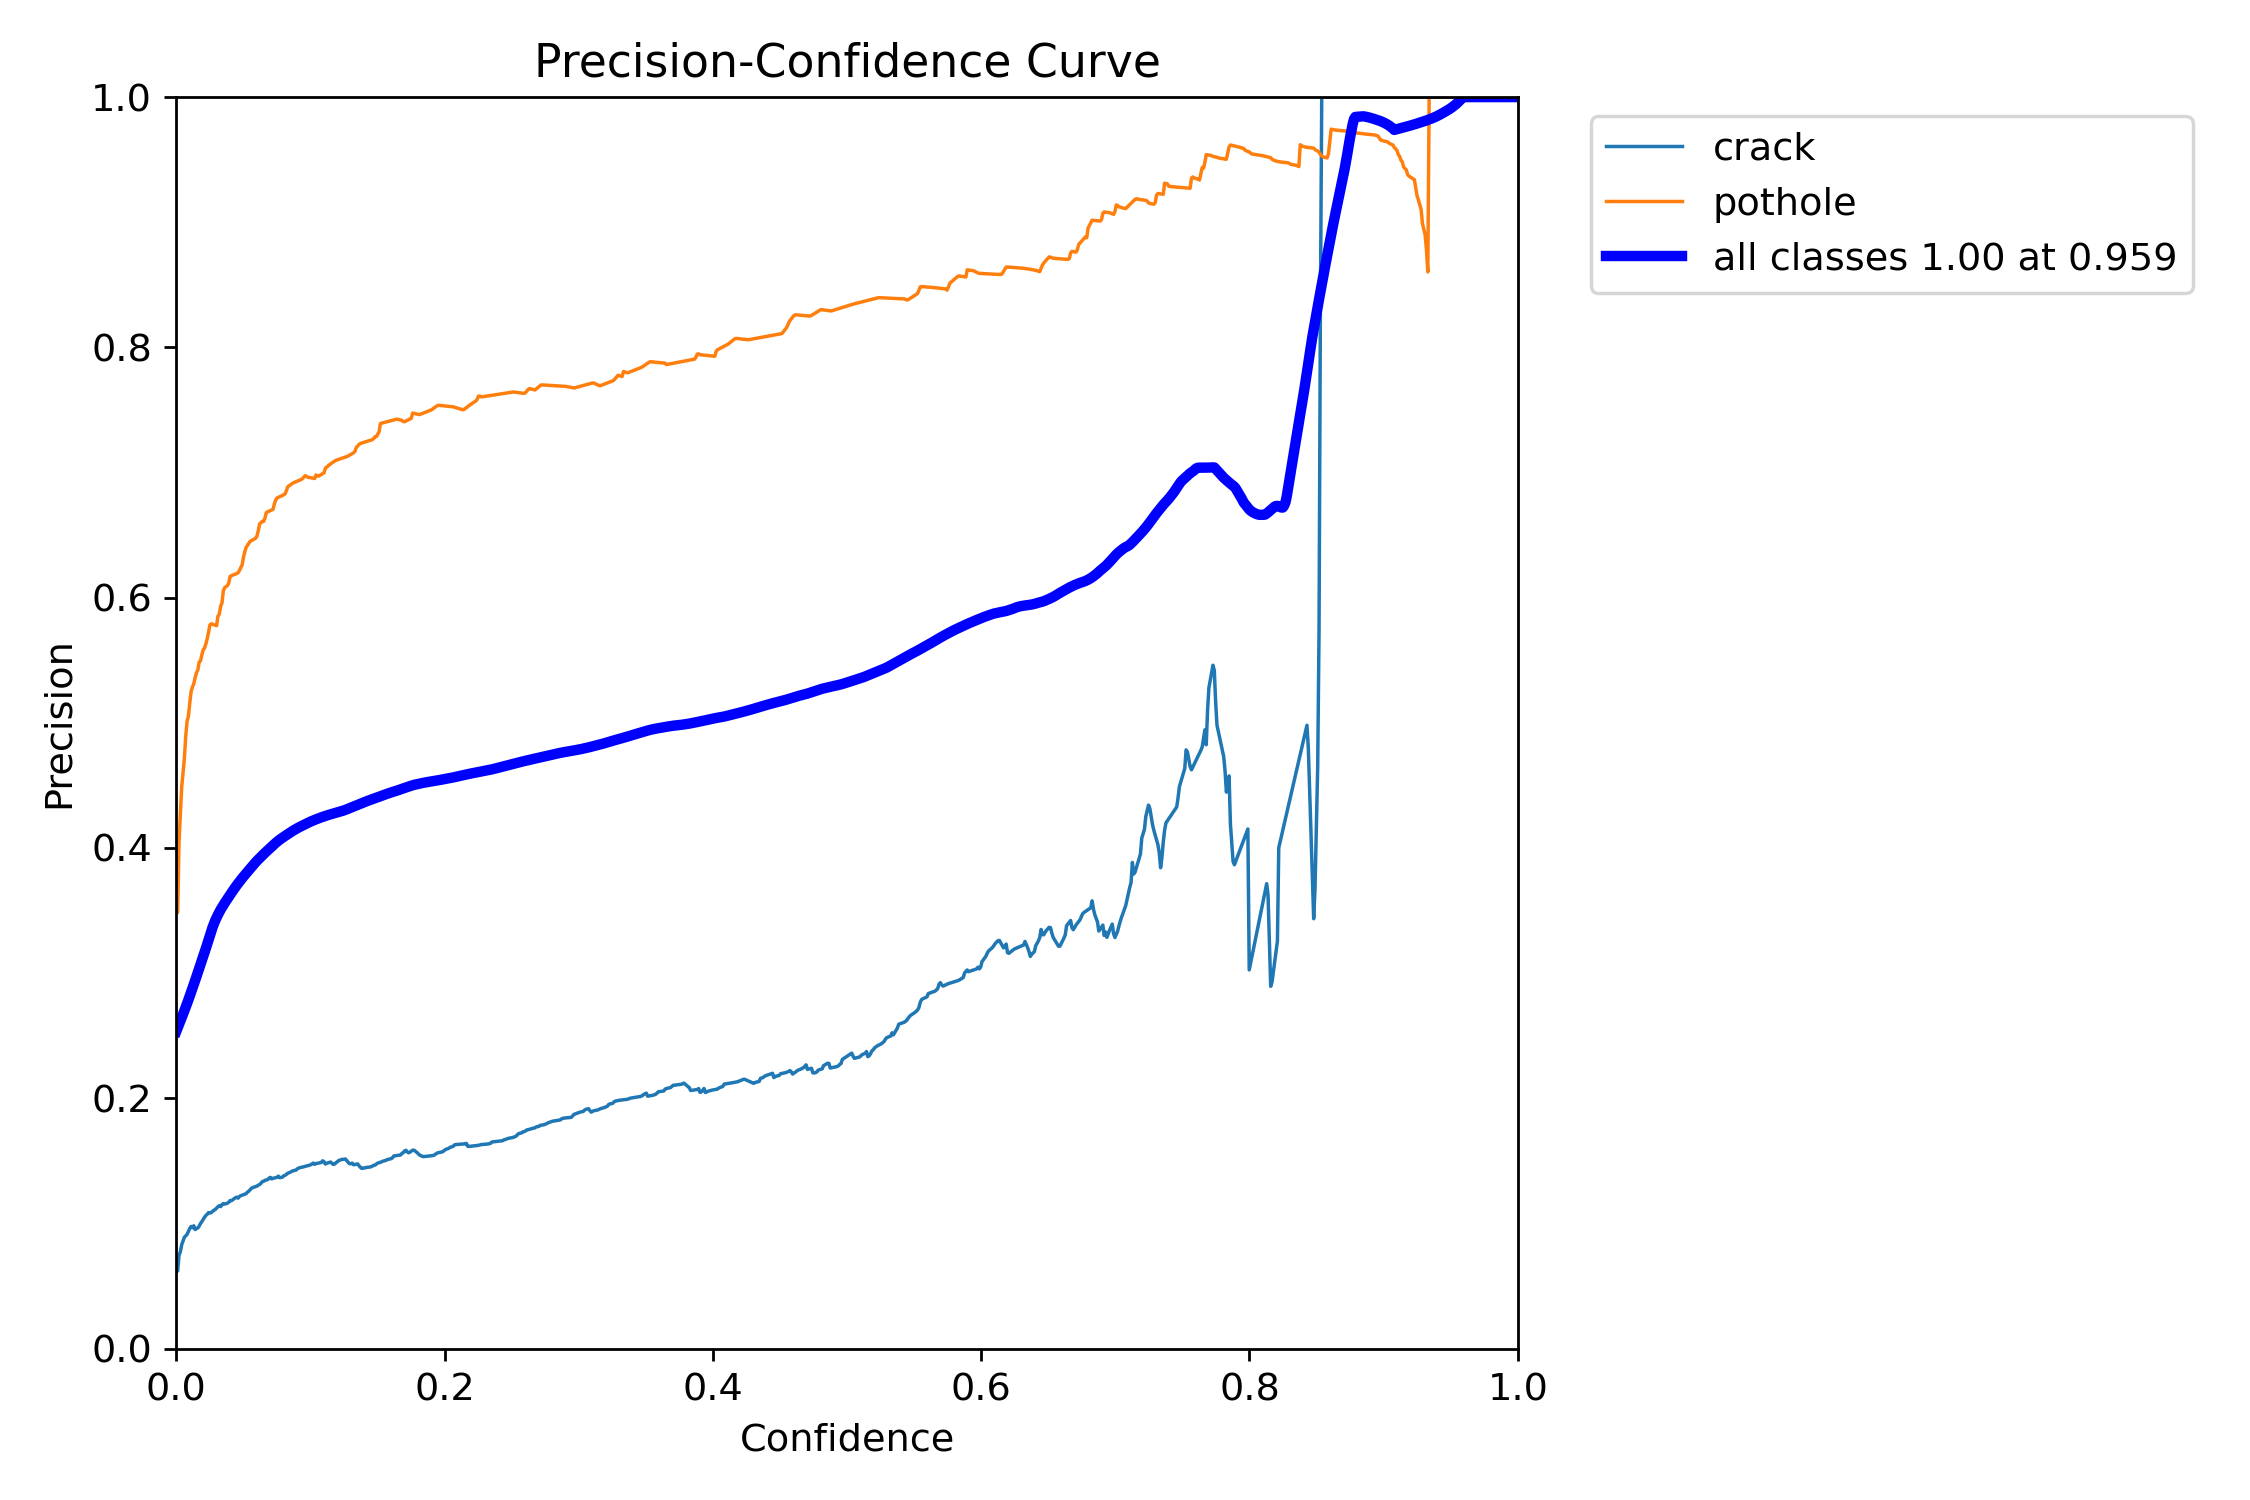 Precision-Confidence Curve
1.0
0.8
0.6
0.4
0.2
0.0
Precision
0.0 0.2 0.4 0.6 0.8 1.0
Confidence
crack
pothole
all classes 1.00 at 0.959